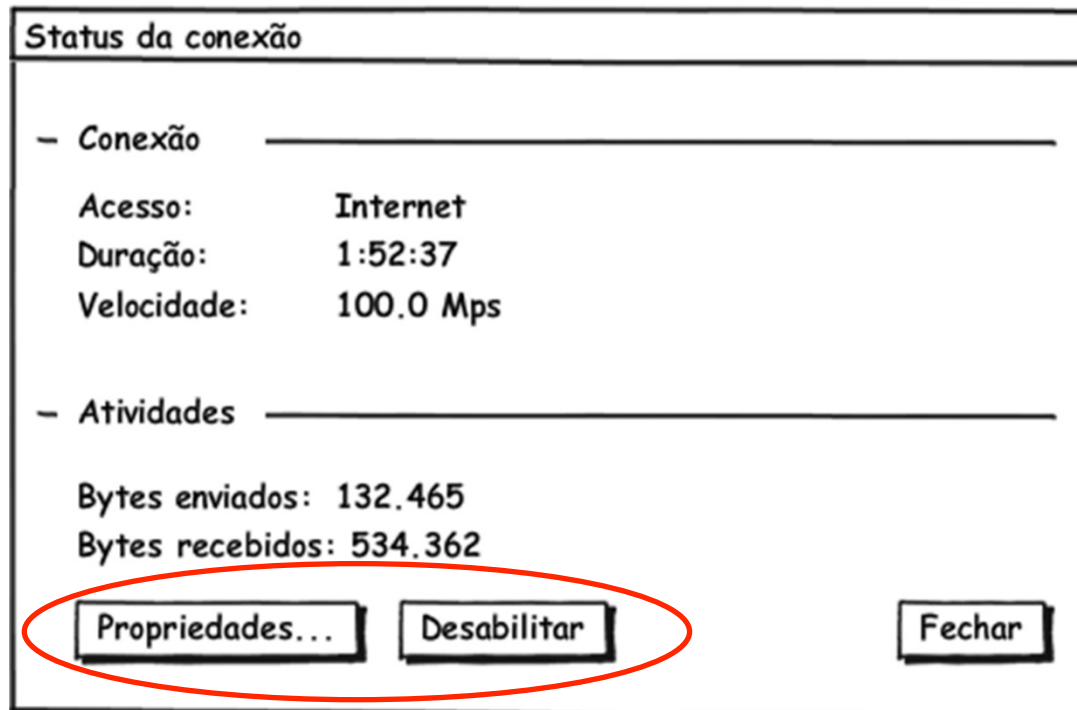 Status da conexão
– Conexão
Acesso: Internet
Duração: 1:52:37
Velocidade: 100.0 Mps
– Atividades
Bytes enviados: 132.465
Bytes recebidos: 534.362
Propriedades... Desabilitar Fechar